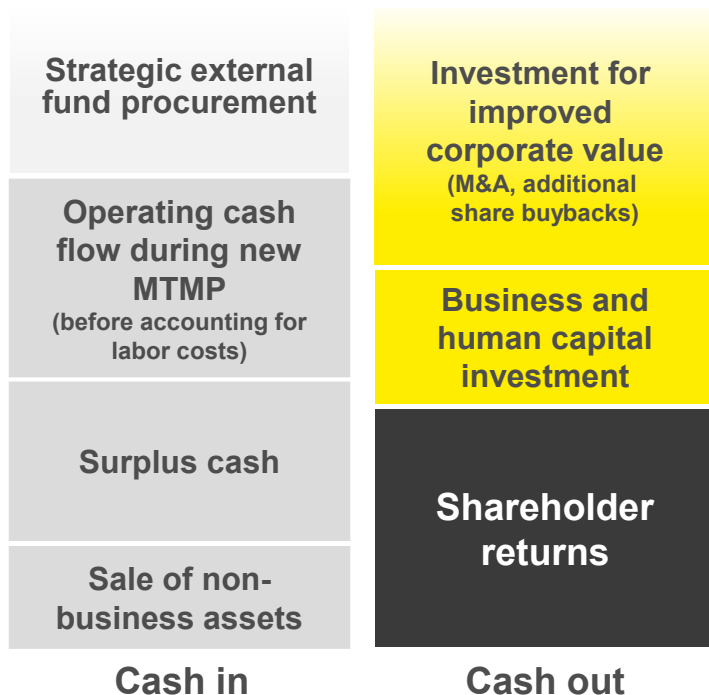 Strategic external
fund procurement
Operating cash
flow during new
MTMP
(before accounting for
labor costs)
Surplus cash
Sale of non-
business assets
Cash in
Investment for
improved
corporate value
(M&A, additional
share buybacks)
Business and
human capital
investment
Shareholder
returns
Cash out